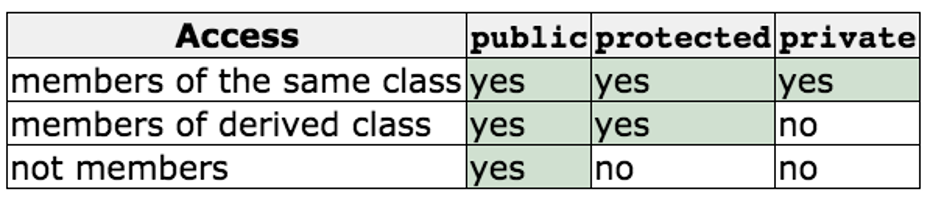 Access public protected private
members of the same class yes yes yes
members of derived class yes yes no
not members yes no no